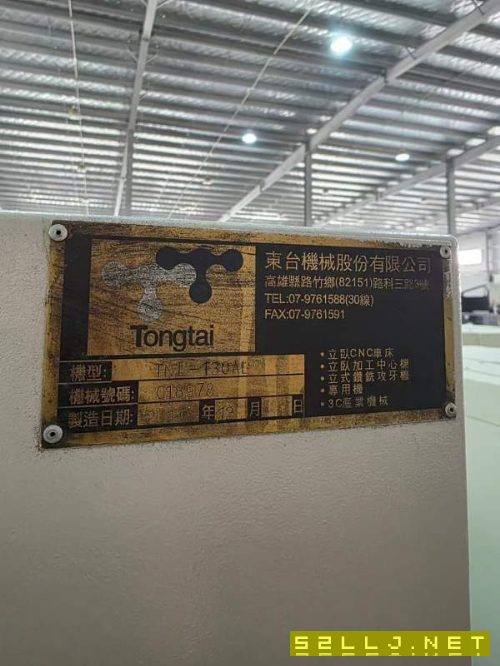 東台機械股份有限公司
高雄縣路竹鄉(82151)路科三路3號
TEL:07-9761588(30線)
FAX:07-9761591
Tongtai
機型:
機械號碼:
製造日期: 年 月 日
・立臥CNC車床
・立臥加工中心機
・立式鑽銑攻牙機
・專用機
・3C產業機械
52LLJ.NET